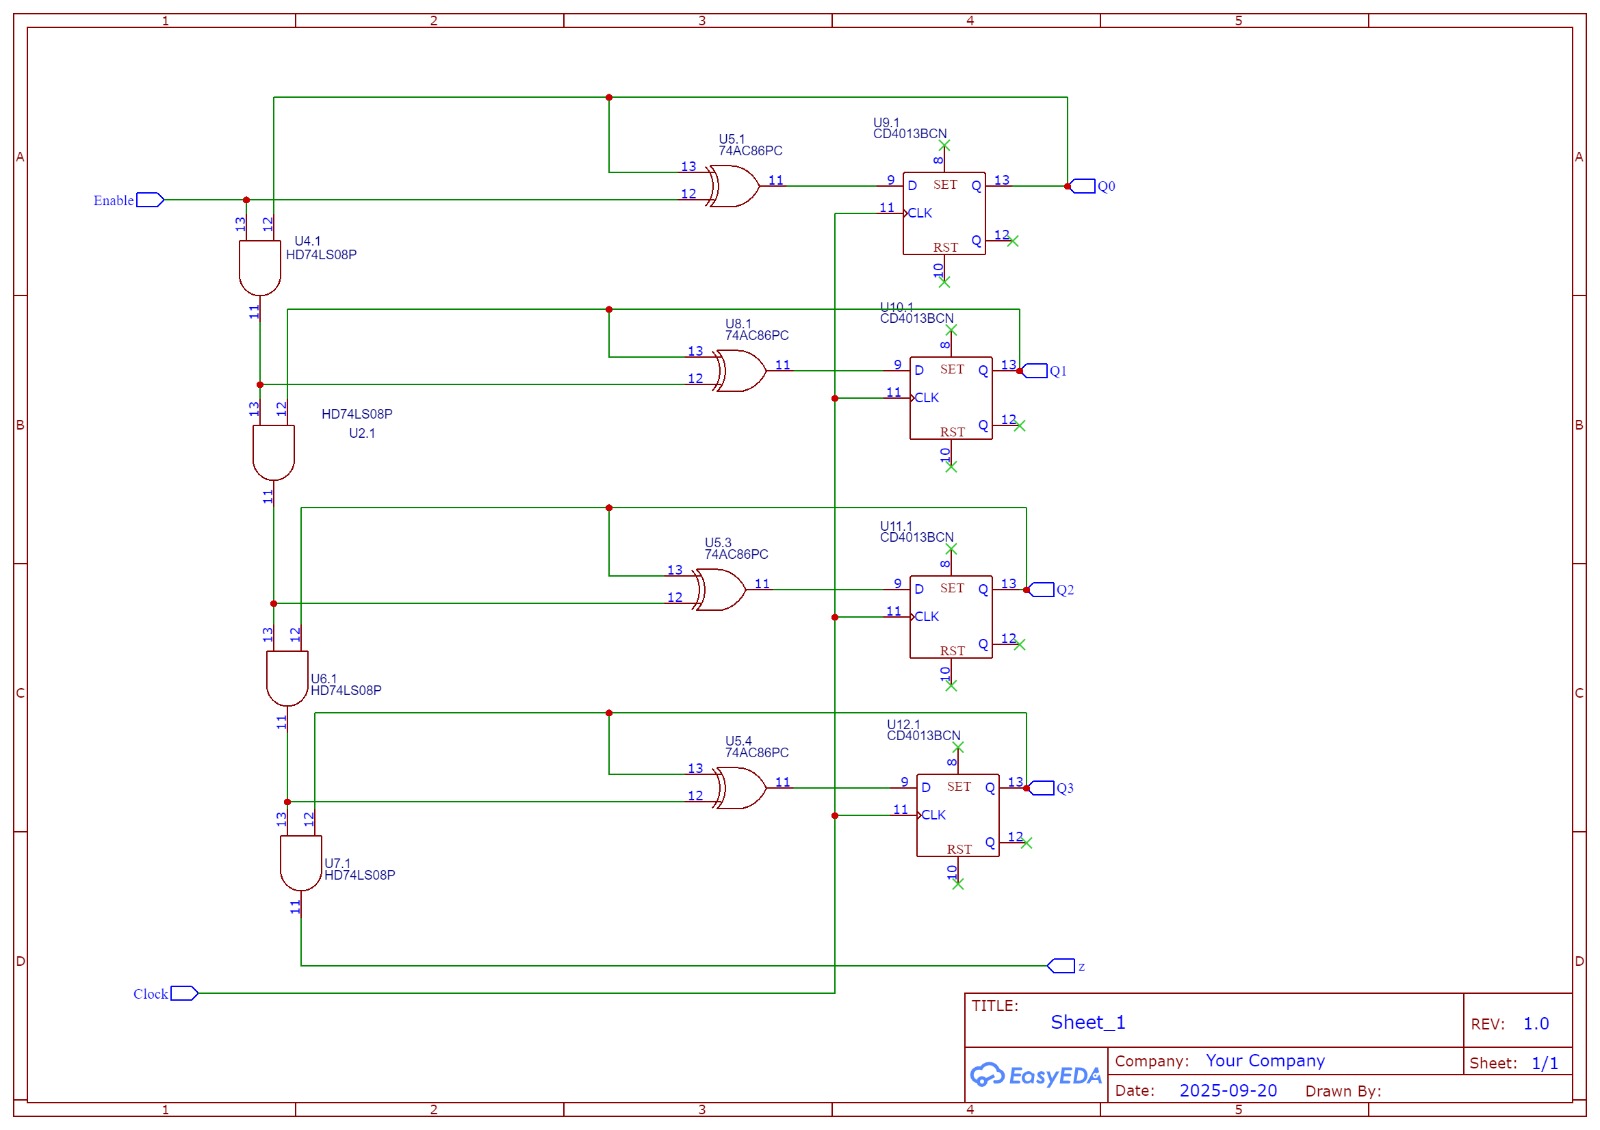 1 2 3 4 5
A A
B B
C C
D D
1 2 3 4 5
Enable
13
12
U4.1
HD74LS08P
11
U5.1
74AC86PC
13
12
11
U9.1
CD4013BCN
8
9 D SET Q 13
11 CLK
12 Q
RST
10
Q0
13
12
HD74LS08P
U2.1
11
U8.1
74AC86PC
13
12
11
U10.1
CD4013BCN
8
9 D SET Q 13
11 CLK
12 Q
RST
10
Q1
13
12
U6.1
HD74LS08P
11
U5.3
74AC86PC
13
12
11
U11.1
CD4013BCN
8
9 D SET Q 13
11 CLK
12 Q
RST
10
Q2
13
12
U7.1
HD74LS08P
11
U5.4
74AC86PC
13
12
11
U12.1
CD4013BCN
8
9 D SET Q 13
11 CLK
12 Q
RST
10
Q3
z
Clock
TITLE:
Sheet_1
REV: 1.0
EasyEDA
Company: Your Company
Sheet: 1/1
Date: 2025-09-20 Drawn By: